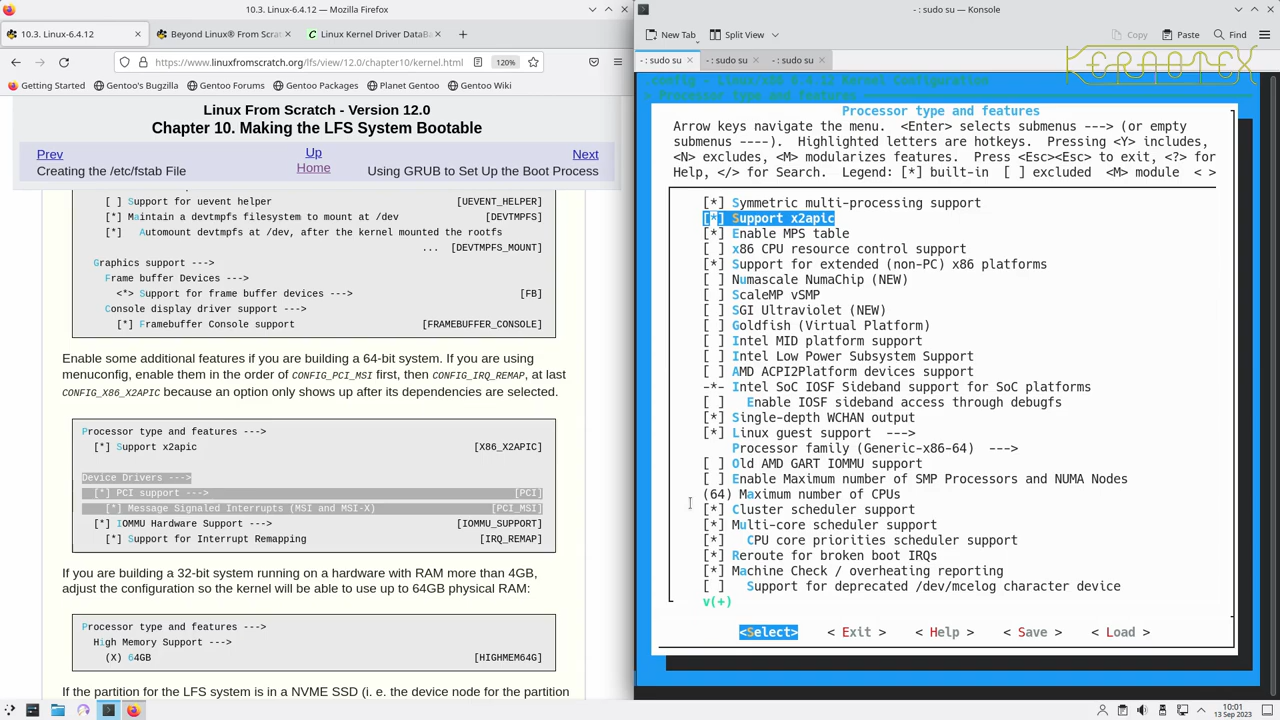 10.3. Linux-6.4.12 — Mozilla Firefox
10.3. Linux-6.4.12
Beyond Linux® From Scratch
Linux Kernel Driver DataBa
https://www.linuxfromscratch.org/lfs/view/12.0/chapter10/kernel.html
120%
Getting Started
Gentoo's Bugzilla
Gentoo Forums
Gentoo Packages
Planet Gentoo
Gentoo Wiki
Linux From Scratch - Version 12.0
Chapter 10. Making the LFS System Bootable
Prev
Up
Next
Creating the /etc/fstab File
Home
Using GRUB to Set Up the Boot Process
[ ] Support for uevent helper [UEVENT_HELPER]
[*] Maintain a devtmpfs filesystem to mount at /dev [DEVTMPFS]
[*] Automount devtmpfs at /dev, after the kernel mounted the rootfs
... [DEVTMPFS_MOUNT]
Graphics support --->
Frame buffer Devices --->
<*> Support for frame buffer devices ---> [FB]
Console display driver support --->
[*] Framebuffer Console support [FRAMEBUFFER_CONSOLE]
Enable some additional features if you are building a 64-bit system. If you are using
menuconfig, enable them in the order of CONFIG_PCI_MSI first, then CONFIG_IRQ_REMAP, at last
CONFIG_X86_X2APIC because an option only shows up after its dependencies are selected.
Processor type and features --->
[*] Support x2apic [X86_X2APIC]
Device Drivers --->
[*] PCI support ---> [PCI]
[*] Message Signaled Interrupts (MSI and MSI-X) [PCI_MSI]
[*] IOMMU Hardware Support ---> [IOMMU_SUPPORT]
[*] Support for Interrupt Remapping [IRQ_REMAP]
If you are building a 32-bit system running on a hardware with RAM more than 4GB,
adjust the configuration so the kernel will be able to use up to 64GB physical RAM:
Processor type and features --->
High Memory Support --->
(X) 64GB [HIGHMEM64G]
If the partition for the LFS system is in a NVME SSD (i. e. the device node for the partition
- : sudo su — Konsole
New Tab
Split View
Copy
Paste
Find
- : sudo su
- : sudo su
- : sudo su
KERNOTEX
.config - Linux/x86 6.4.12 Kernel Configuration
> Processor type and features
Processor type and features
Arrow keys navigate the menu. <Enter> selects submenus ---> (or empty
submenus ----). Highlighted letters are hotkeys. Pressing <Y> includes,
<N> excludes, <M> modularizes features. Press <Esc><Esc> to exit, <?> for
Help, </> for Search. Legend: [*] built-in [ ] excluded <M> module < >
[*] Symmetric multi-processing support
[*] Support x2apic
[*] Enable MPS table
[ ] x86 CPU resource control support
[*] Support for extended (non-PC) x86 platforms
[ ] Numascale NumaChip (NEW)
[ ] ScaleMP vSMP
[ ] SGI Ultraviolet (NEW)
[ ] Goldfish (Virtual Platform)
[ ] Intel MID platform support
[ ] Intel Low Power Subsystem Support
[ ] AMD ACPI2Platform devices support
-*- Intel SoC IOSF Sideband support for SoC platforms
[ ] Enable IOSF sideband access through debugfs
[*] Single-depth WCHAN output
[*] Linux guest support --->
Processor family (Generic-x86-64) --->
[ ] Old AMD GART IOMMU support
[ ] Enable Maximum number of SMP Processors and NUMA Nodes
(64) Maximum number of CPUs
[*] Cluster scheduler support
[*] Multi-core scheduler support
[*] CPU core priorities scheduler support
[*] Reroute for broken boot IRQs
[*] Machine Check / overheating reporting
[ ] Support for deprecated /dev/mcelog character device
v(+)
<Select> < Exit > < Help > < Save > < Load >
10:01
13 Sep 2023